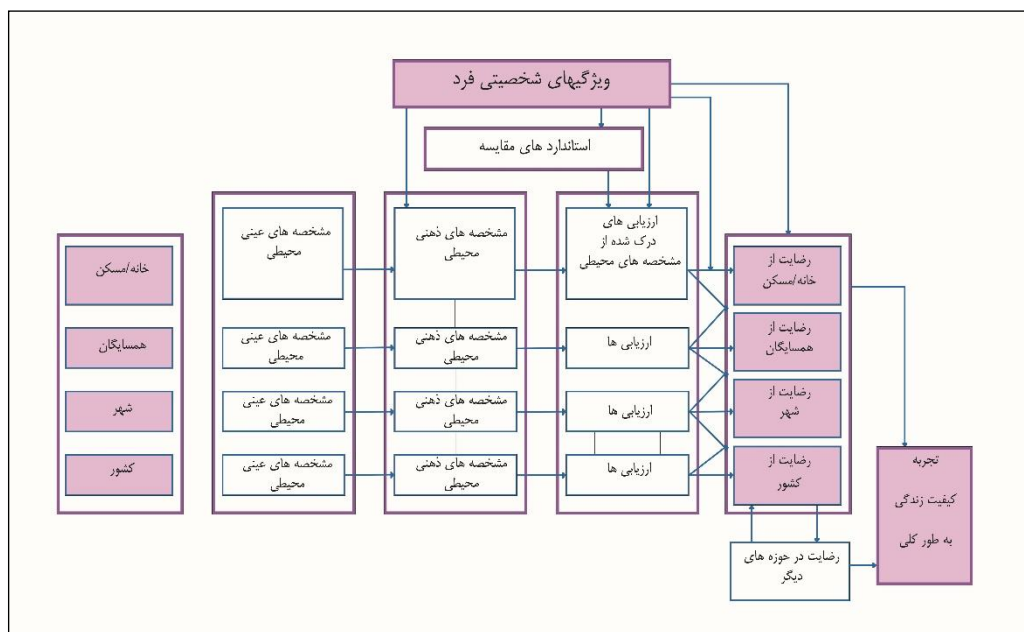 ویژگیهای شخصیتی فرد
استاندارد های مقایسه
خانه/مسکن
همسایگان
شهر
کشور
مشخصه های عینی
محیطی
مشخصه های عینی
محیطی
مشخصه های عینی
محیطی
مشخصه های عینی
محیطی
مشخصه های ذهنی
محیطی
مشخصه های ذهنی
محیطی
مشخصه های ذهنی
محیطی
مشخصه های ذهنی
محیطی
ارزیابی های
درک شده از
مشخصه های محیطی
ارزیابی ها
ارزیابی ها
ارزیابی ها
رضایت از
خانه/مسکن
رضایت از
همسایگان
رضایت از
شهر
رضایت از
کشور
رضایت در حوزه های
دیگر
تجربه
کیفیت زندگی
به طور کلی